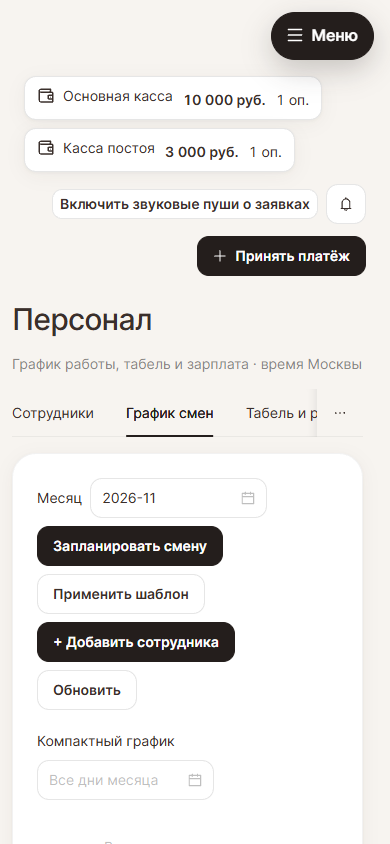 Меню
Основная касса 10 000 руб. 1 оп.
Касса постоя 3 000 руб. 1 оп.
Включить звуковые пуши о заявках
+ Принять платёж
Персонал
График работы, табель и зарплата · время Москвы
Сотрудники График смен Табель и р ...
Месяц 2026-11
Запланировать смену
Применить шаблон
+ Добавить сотрудника
Обновить
Компактный график
Все дни месяца